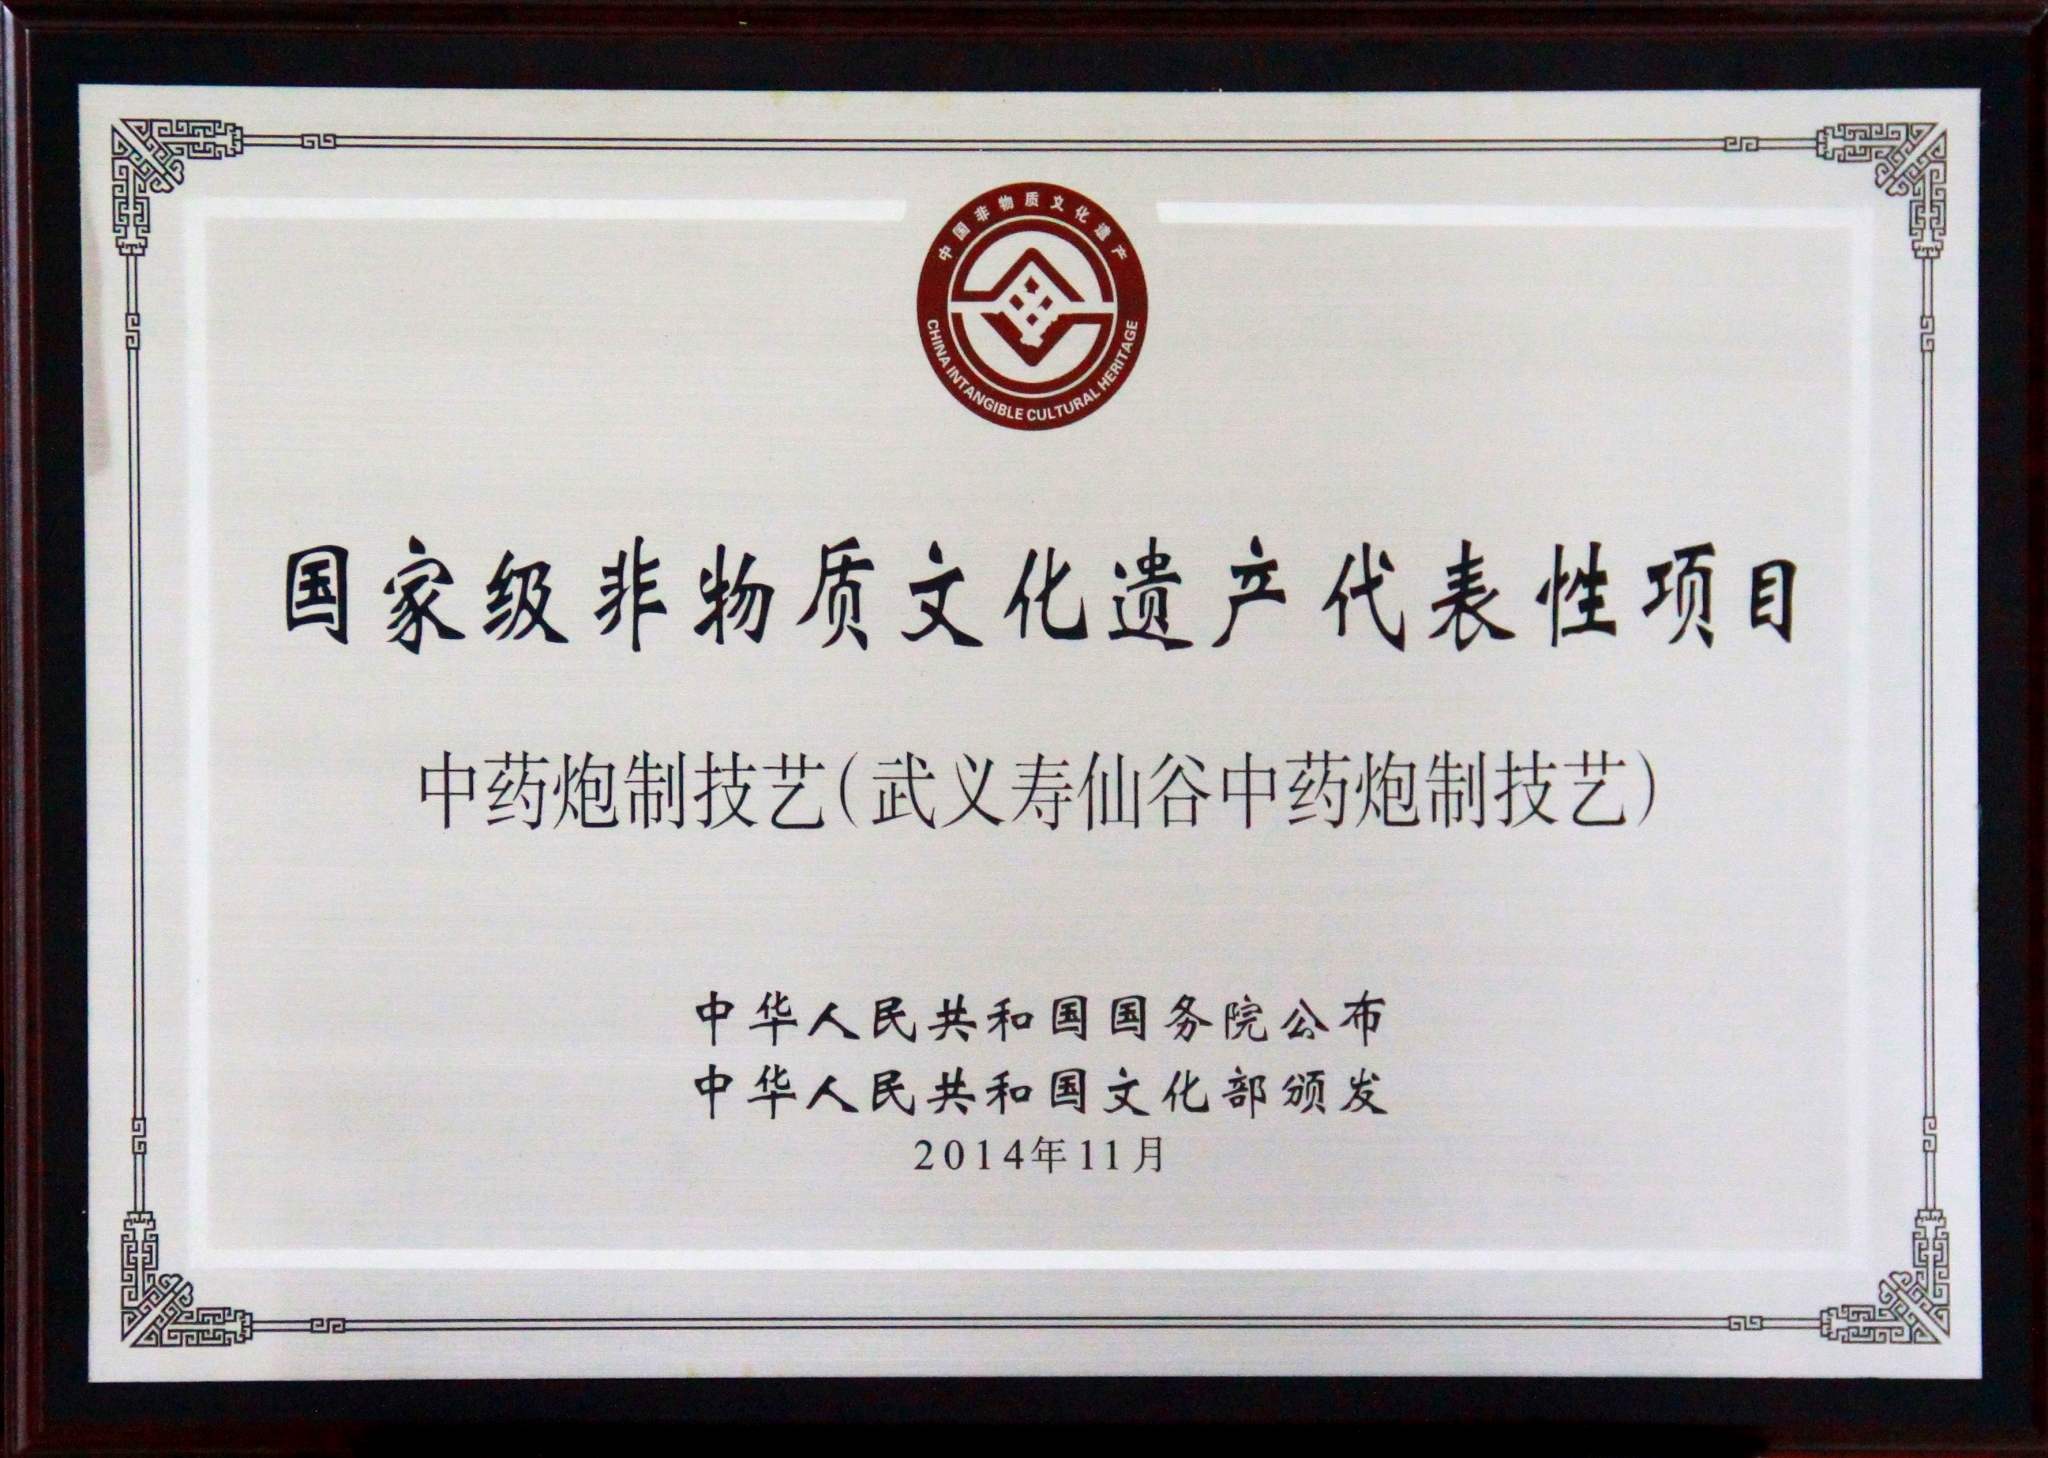 中国非物质文化遗产
CHINA INTANGIBLE CULTURAL HERITAGE
国家级非物质文化遗产代表性项目
中药炮制技艺(武义寿仙谷中药炮制技艺)
中华人民共和国国务院公布
中华人民共和国文化部颁发
2014年11月